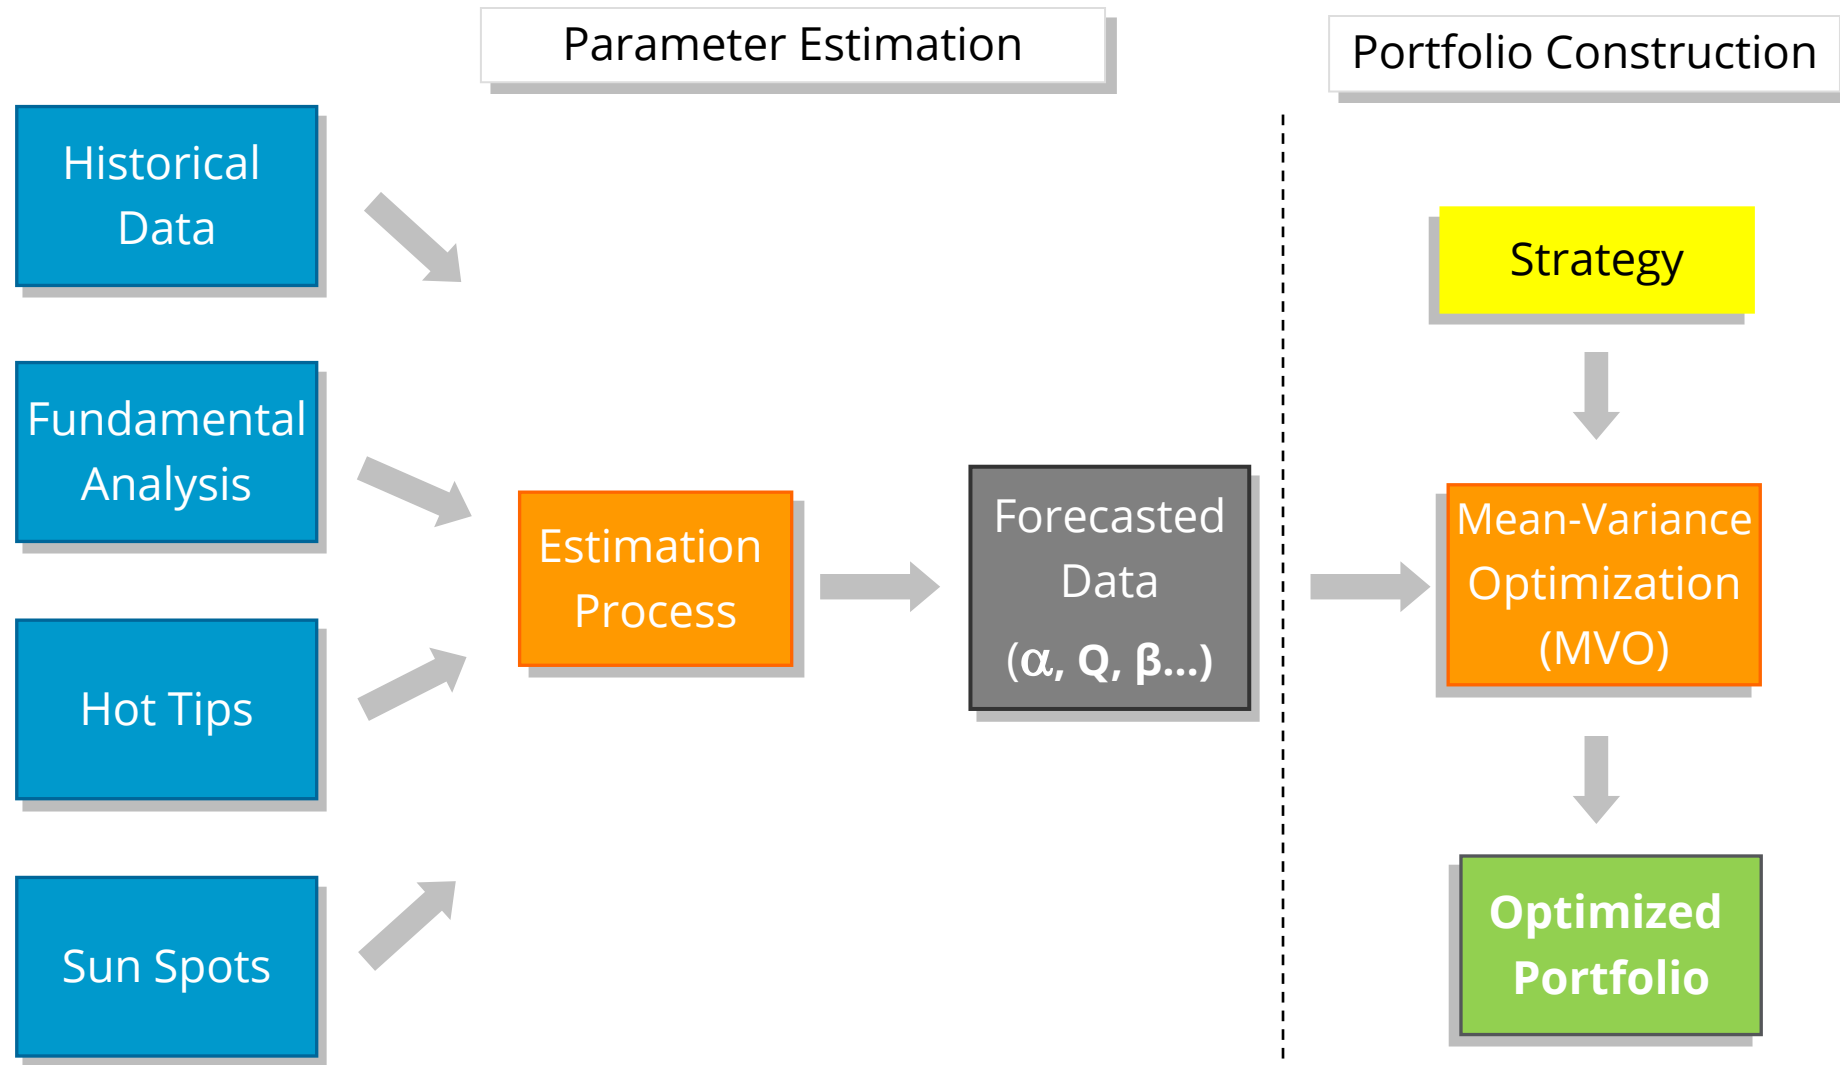 Parameter Estimation
Portfolio Construction
Historical
Data
Fundamental
Analysis
Hot Tips
Sun Spots
Estimation
Process
Forecasted
Data
(α, Q, β...)
Strategy
Mean-Variance
Optimization
(MVO)
Optimized
Portfolio